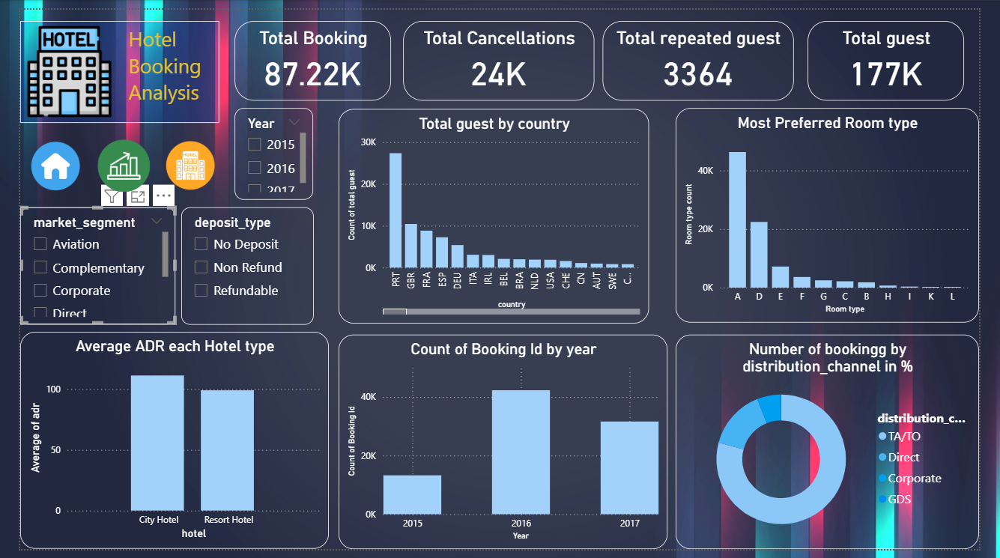 HOTEL
Hotel
Booking
Analysis
Total Booking
87.22K
Total Cancellations
24K
Total repeated guest
3364
Total guest
177K
HOTEL
Year
2015
2016
2017
market_segment
Aviation
Complementary
Corporate
Direct
deposit_type
No Deposit
Non Refund
Refundable
Total guest by country
Count of total guest
30K
20K
10K
0K
PRT
GBR
FRA
ESP
DEU
ITA
IRL
BEL
BRA
NLD
USA
CHE
CN
AUT
SWE
C...
country
Most Preferred Room type
Room type count
40K
20K
0K
A D E F G C B H I K L
Room type
Average ADR each Hotel type
Average of adr
100
50
0
City Hotel Resort Hotel
hotel
Count of Booking Id by year
Count of Booking Id
40K
20K
0K
2015 2016 2017
Year
Number of bookingg by
distribution_channel in %
distribution_c...
TA/TO
Direct
Corporate
GDS